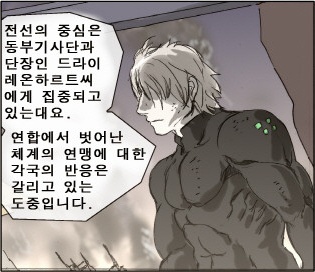 전선의 중심은
동부기사단과
단장인 드라이
레온하르트씨
에게 집중되고
있는대요.
연합에서 벗어난
체계의 연맹에 대한
각국의 반응은
갈리고 있는
도중입니다.